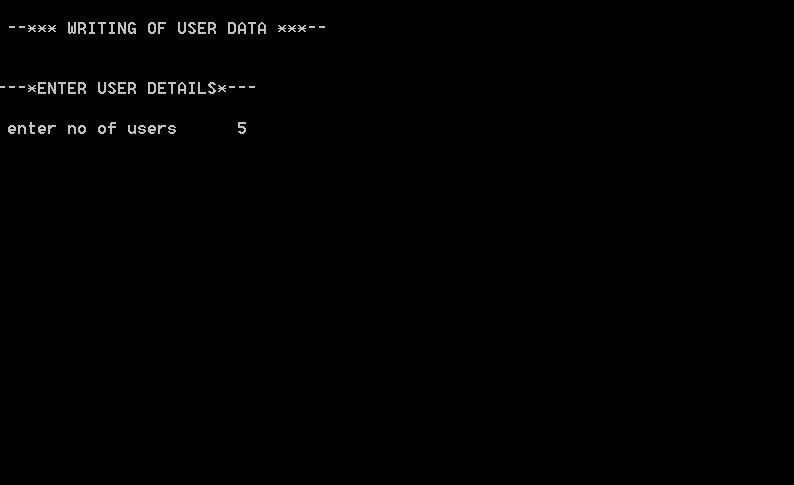 --*** WRITING OF USER DATA ***--
---*ENTER USER DETAILS*---
enter no of users 5